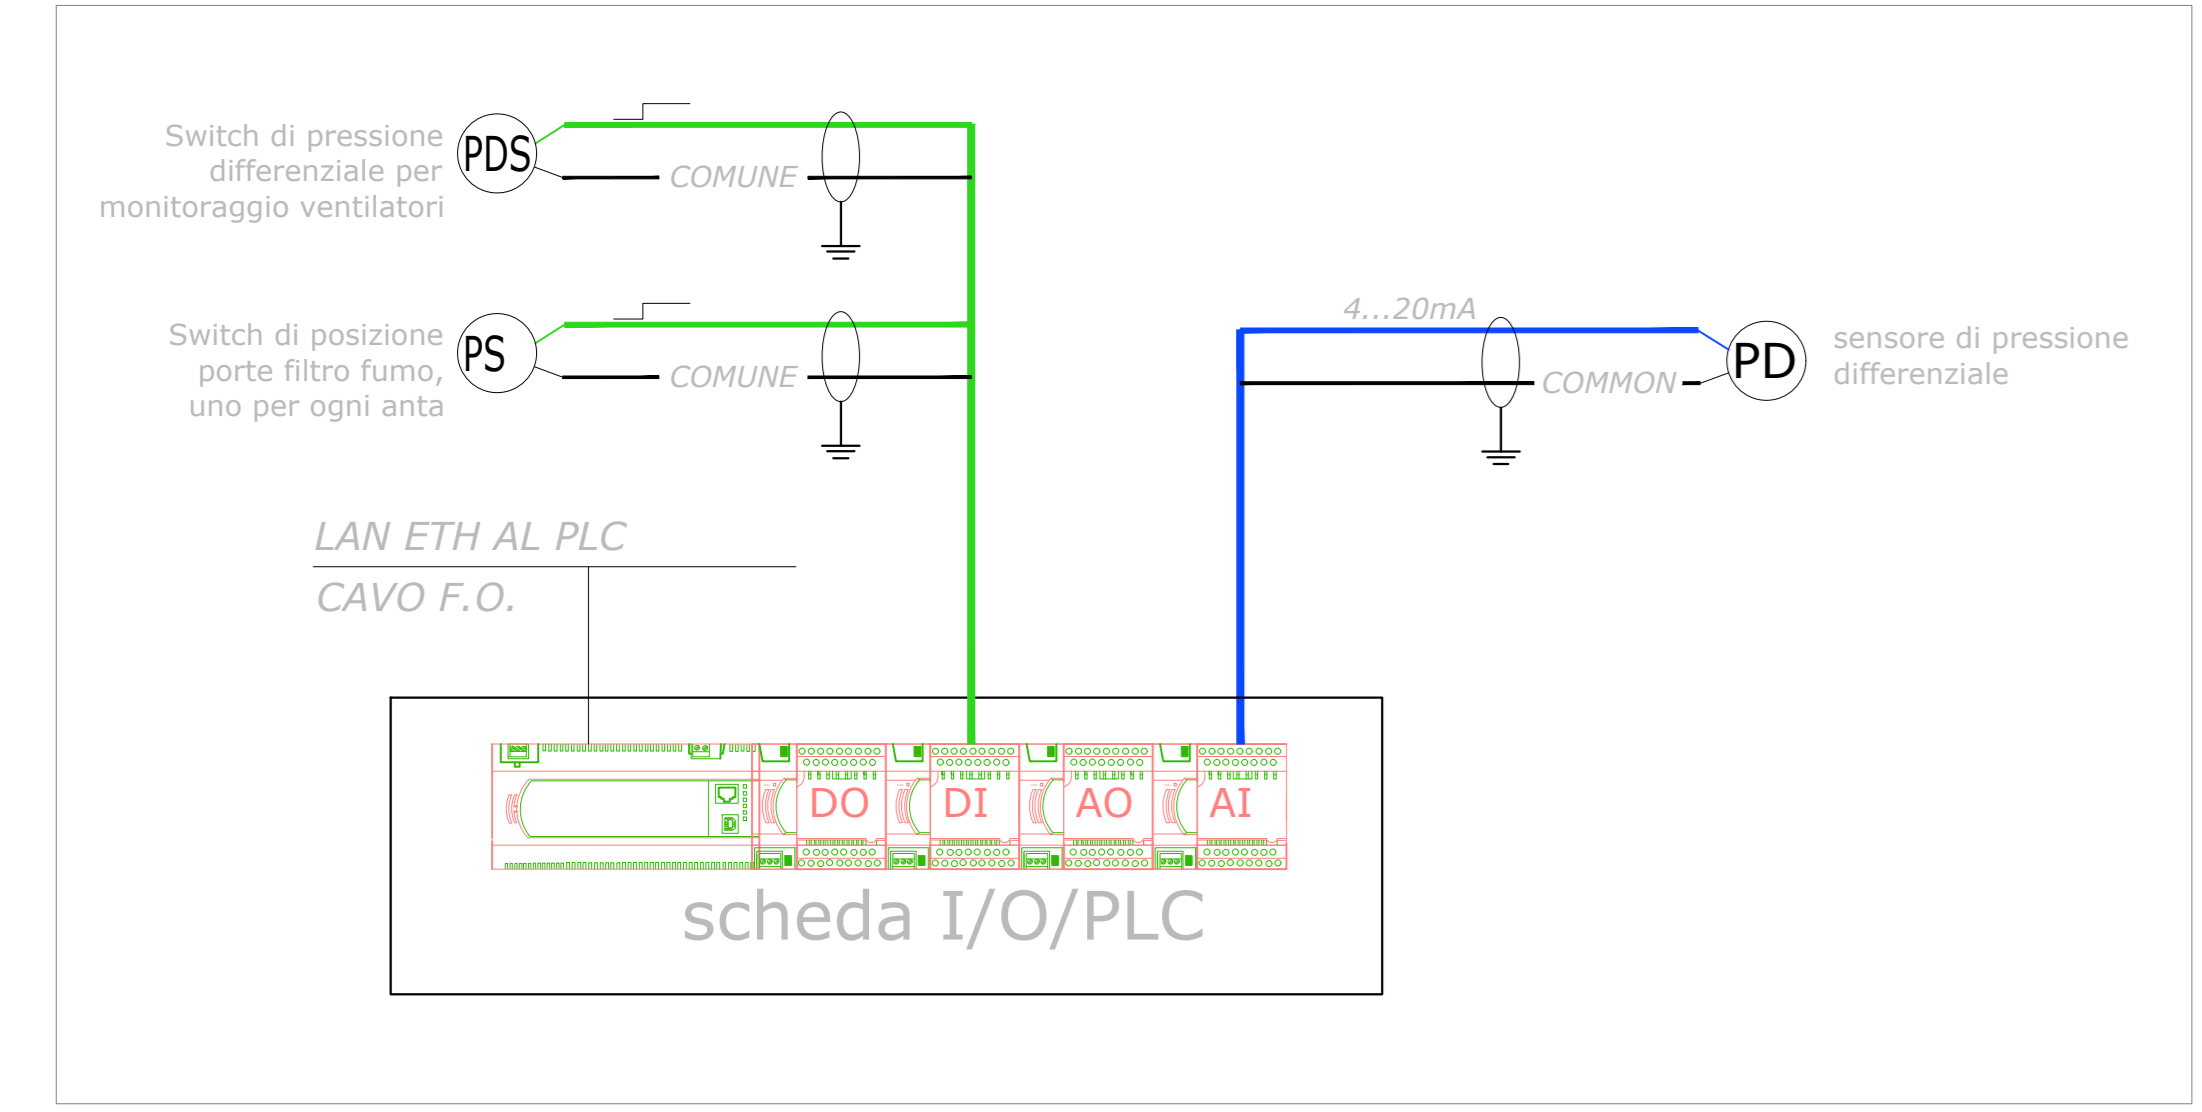 Switch di pressione
differenziale per
monitoraggio ventilatori
PDS
COMUNE
Switch di posizione
porte filtro fumo,
uno per ogni anta
PS
COMUNE
4...20mA
COMMON
PD
sensore di pressione
differenziale
LAN ETH AL PLC
CAVO F.O.
DO
DI
AO
AI
scheda I/O/PLC